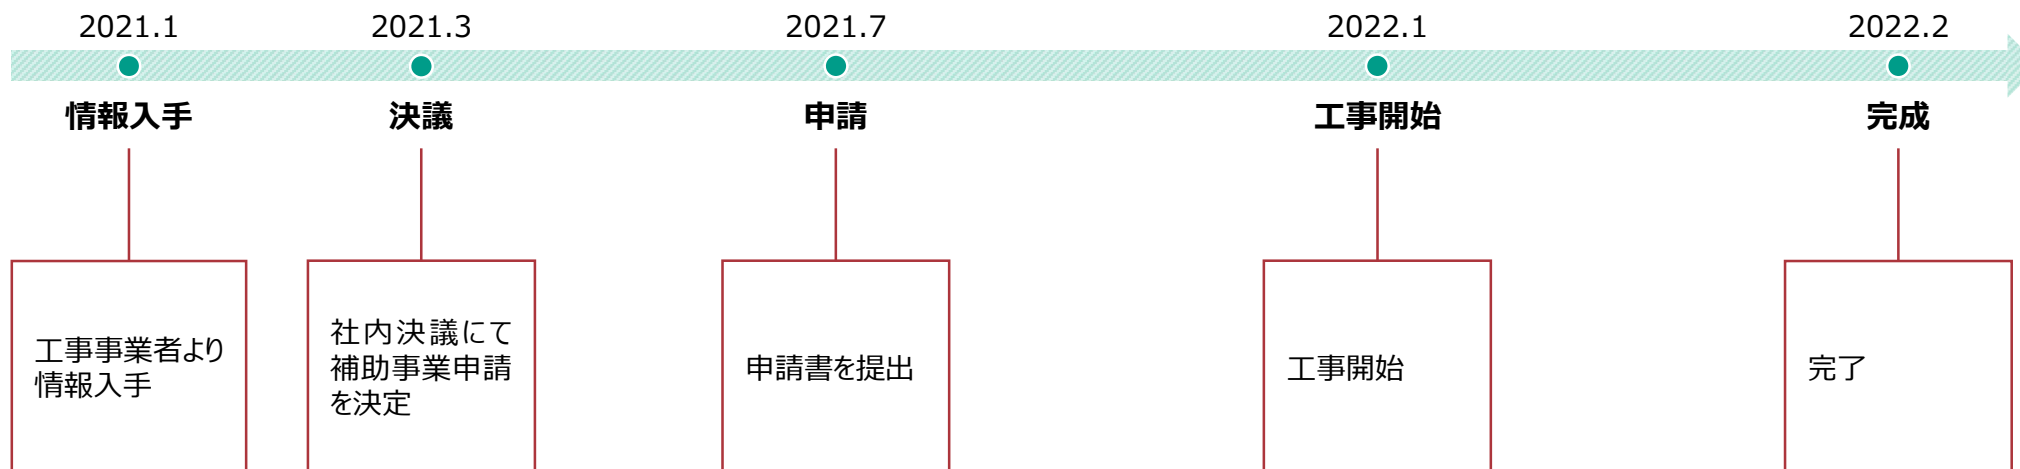 2021.1
2021.3
2021.7
2022.1
2022.2
情報入手
決議
申請
工事開始
完成
工事事業者より
情報入手
社内決議にて
補助事業申請
を決定
申請書を提出
工事開始
完了